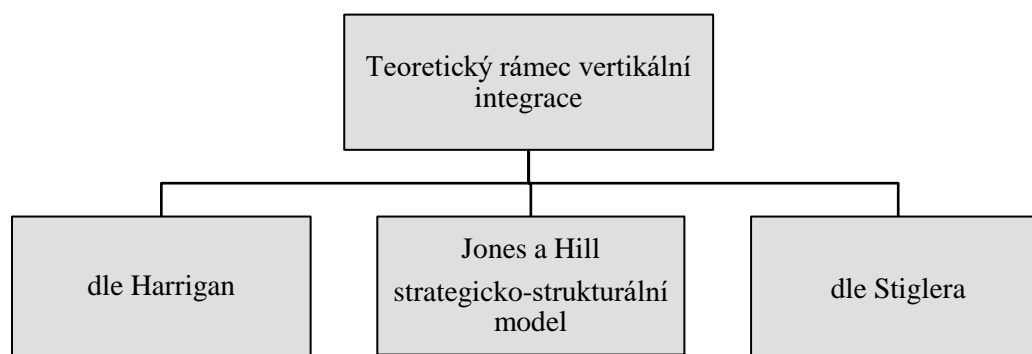 Teoretický rámec vertikální
integrace
dle Harrigan
Jones a Hill
strategicko-strukturální
model
dle Stiglera